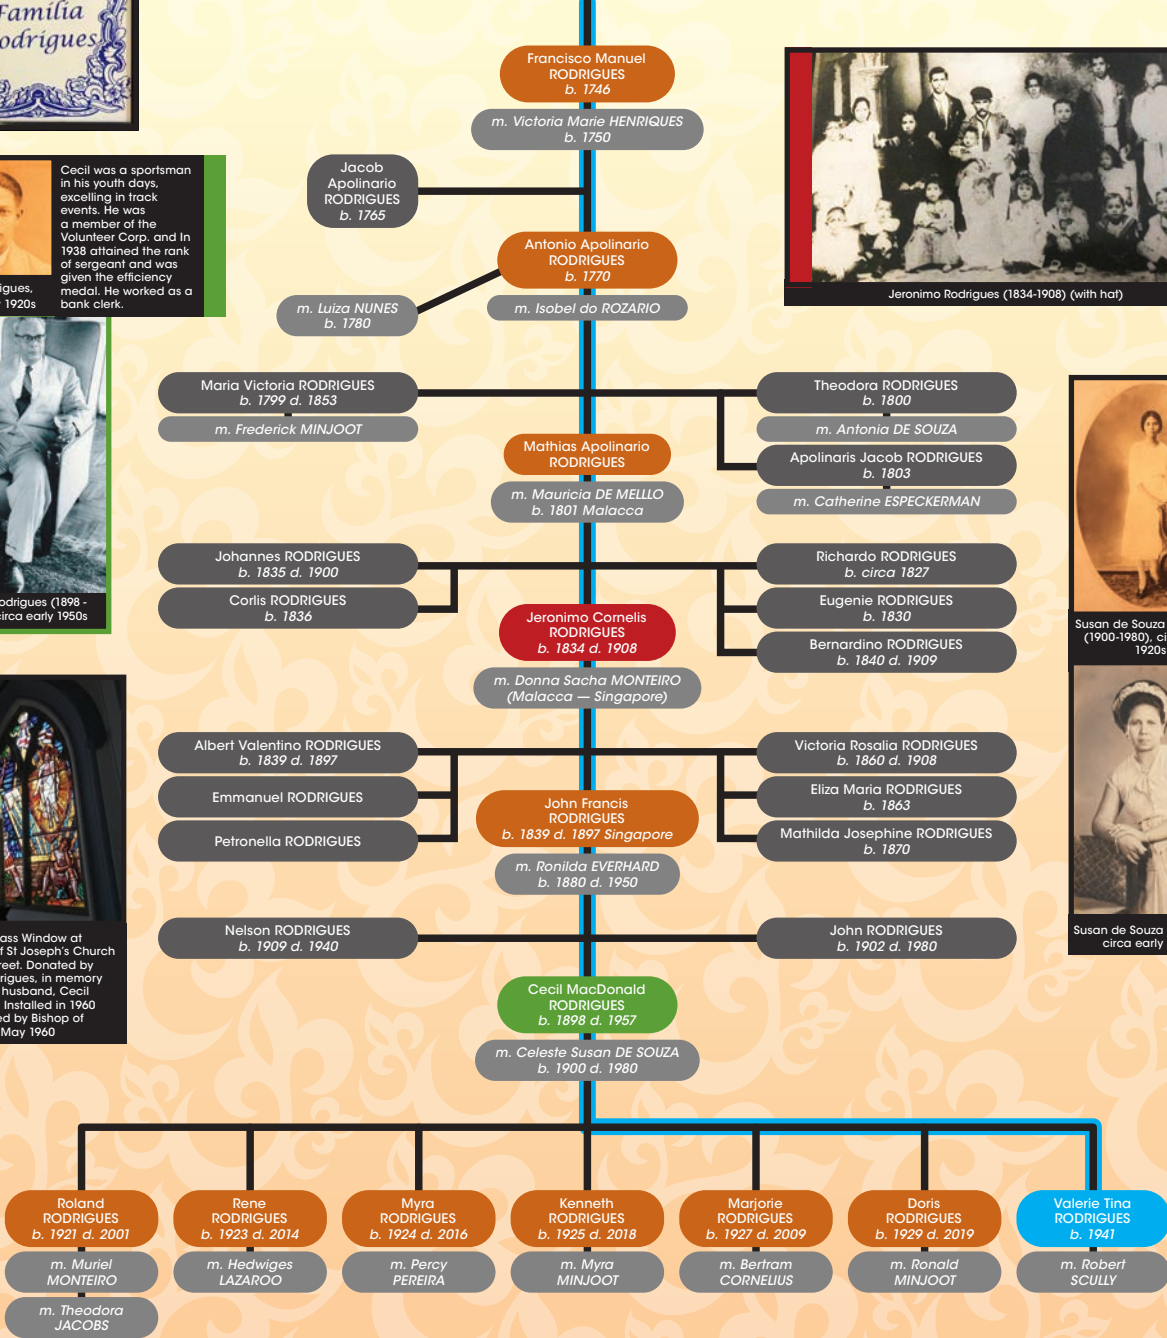 Família
odrigues
Francisco Manuel
RODRIGUES
b. 1746
m. Victoria Marie HENRIQUES
b. 1750
Jeronimo Rodrigues (1834-1908) (with hat)
Cecil was a sportsman
in his youth days,
excelling in track
events. He was
a member of the
Volunteer Corp. and In
1938 attained the rank
of sergeant and was
given the efficiency
medal. He worked as a
bank clerk.
igues,
1920s
Jacob
Apolinario
RODRIGUES
b. 1765
Antonio Apolinario
RODRIGUES
b. 1770
m. Luiza NUNES
b. 1780
m. Isobel do ROZARIO
odrigues (1898 -
circa early 1950s
Maria Victoria RODRIGUES
b. 1799 d. 1853
m. Frederick MINJOOT
Theodora RODRIGUES
b. 1800
m. Antonia DE SOUZA
Apolinaris Jacob RODRIGUES
b. 1803
m. Catherine ESPECKERMAN
Mathias Apolinario
RODRIGUES
m. Mauricia DE MELLLO
b. 1801 Malacca
Johannes RODRIGUES
b. 1835 d. 1900
Corlis RODRIGUES
b. 1836
Richardo RODRIGUES
b. circa 1827
Eugenie RODRIGUES
b. 1830
Bernardino RODRIGUES
b. 1840 d. 1909
Jeronimo Cornelis
RODRIGUES
b. 1834 d. 1908
m. Donna Sacha MONTEIRO
(Malacca — Singapore)
Susan de Souza
(1900-1980), ci
1920s
Albert Valentino RODRIGUES
b. 1839 d. 1897
Emmanuel RODRIGUES
Petronella RODRIGUES
Victoria Rosalia RODRIGUES
b. 1860 d. 1908
Eliza Maria RODRIGUES
b. 1863
Mathilda Josephine RODRIGUES
b. 1870
John Francis
RODRIGUES
b. 1839 d. 1897 Singapore
m. Ronilda EVERHARD
b. 1880 d. 1950
Susan de Souza
circa early
ass Window at
f St Joseph's Church
reet. Donated by
rigues, in memory
husband, Cecil
Installed in 1960
ed by Bishop of
May 1960
Nelson RODRIGUES
b. 1909 d. 1940
John RODRIGUES
b. 1902 d. 1980
Cecil MacDonald
RODRIGUES
b. 1898 d. 1957
m. Celeste Susan DE SOUZA
b. 1900 d. 1980
Roland
RODRIGUES
b. 1921 d. 2001
m. Muriel
MONTEIRO
m. Theodora
JACOBS
Rene
RODRIGUES
b. 1923 d. 2014
m. Hedwiges
LAZAROO
Myra
RODRIGUES
b. 1924 d. 2016
m. Percy
PEREIRA
Kenneth
RODRIGUES
b. 1925 d. 2018
m. Myra
MINJOOT
Marjorie
RODRIGUES
b. 1927 d. 2009
m. Bertram
CORNELIUS
Doris
RODRIGUES
b. 1929 d. 2019
m. Ronald
MINJOOT
Valerie Tina
RODRIGUES
b. 1941
m. Robert
SCULLY